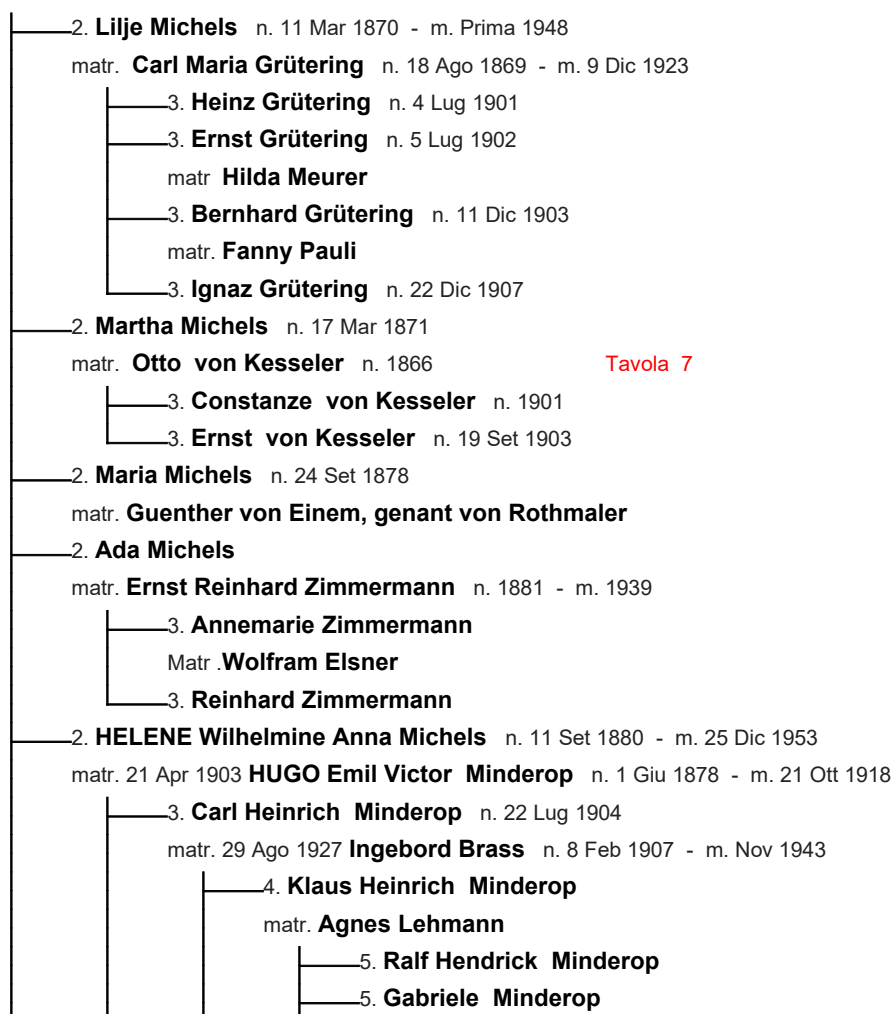 2. Lilje Michels n. 11 Mar 1870 - m. Prima 1948
matr. Carl Maria Grütering n. 18 Ago 1869 - m. 9 Dic 1923
3. Heinz Grütering n. 4 Lug 1901
3. Ernst Grütering n. 5 Lug 1902
matr Hilda Meurer
3. Bernhard Grütering n. 11 Dic 1903
matr. Fanny Pauli
3. Ignaz Grütering n. 22 Dic 1907
2. Martha Michels n. 17 Mar 1871
matr. Otto von Kesseler n. 1866 Tavola 7
3. Constanze von Kesseler n. 1901
3. Ernst von Kesseler n. 19 Set 1903
2. Maria Michels n. 24 Set 1878
matr. Guenther von Einem, genant von Rothmaler
2. Ada Michels
matr. Ernst Reinhard Zimmermann n. 1881 - m. 1939
3. Annemarie Zimmermann
Matr .Wolfram Elsner
3. Reinhard Zimmermann
2. HELENE Wilhelmine Anna Michels n. 11 Set 1880 - m. 25 Dic 1953
matr. 21 Apr 1903 HUGO Emil Victor Minderop n. 1 Giu 1878 - m. 21 Ott 1918
3. Carl Heinrich Minderop n. 22 Lug 1904
matr. 29 Ago 1927 Ingebord Brass n. 8 Feb 1907 - m. Nov 1943
4. Klaus Heinrich Minderop
matr. Agnes Lehmann
5. Ralf Hendrick Minderop
5. Gabriele Minderop